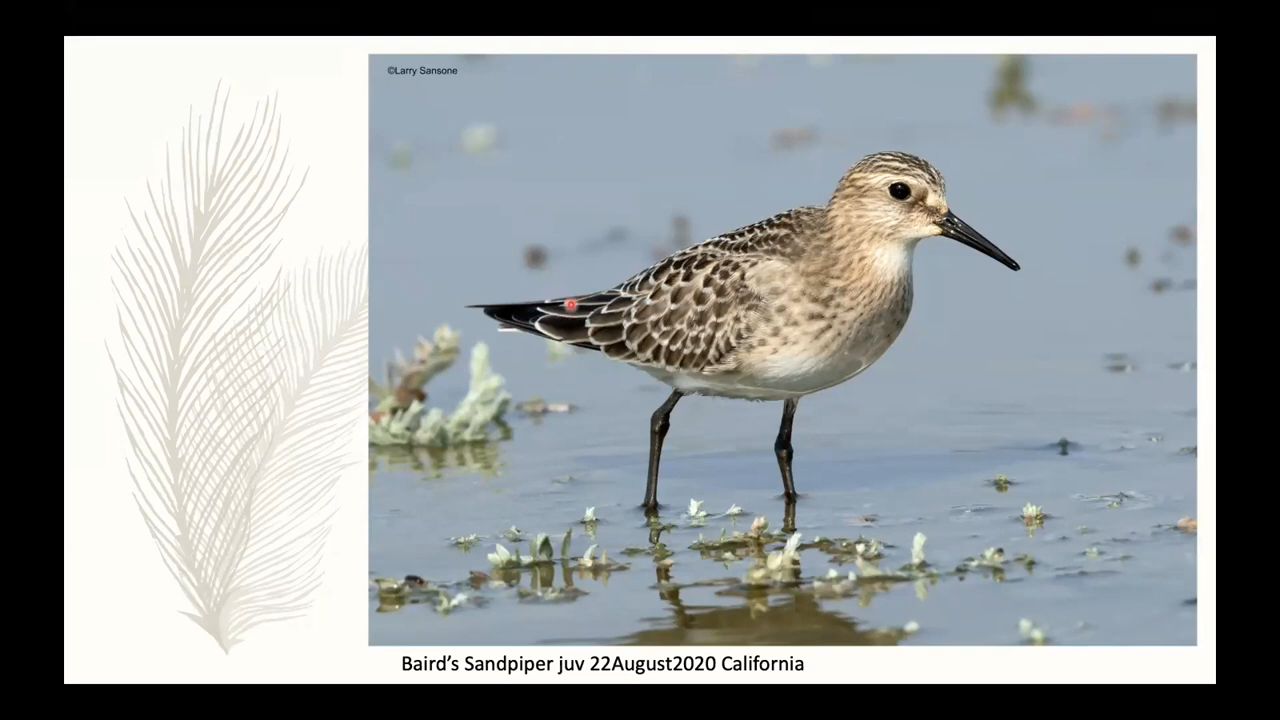 ©Larry Sansone
Baird’s Sandpiper juv 22August2020 California